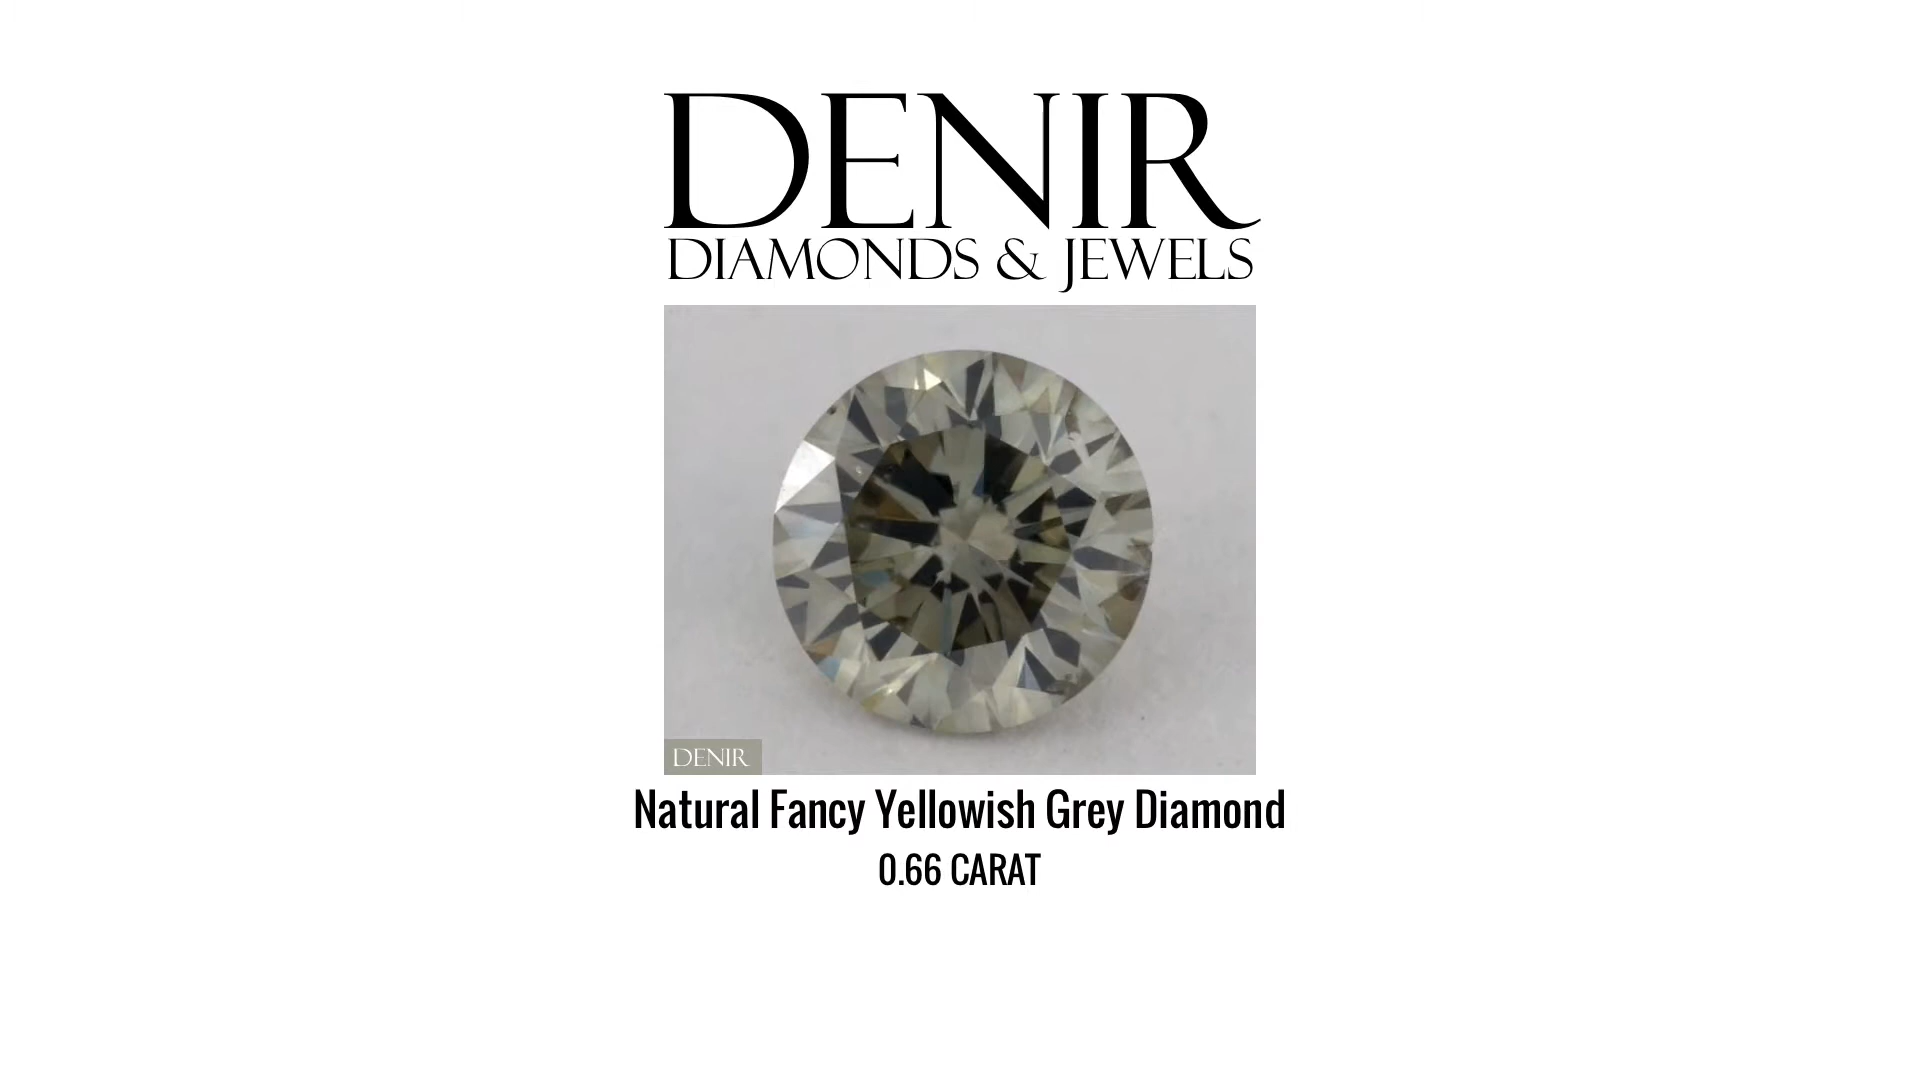 DENIR
DIAMONDS & JEWELS
DENIR
Natural Fancy Yellowish Grey Diamond
0.66 CARAT